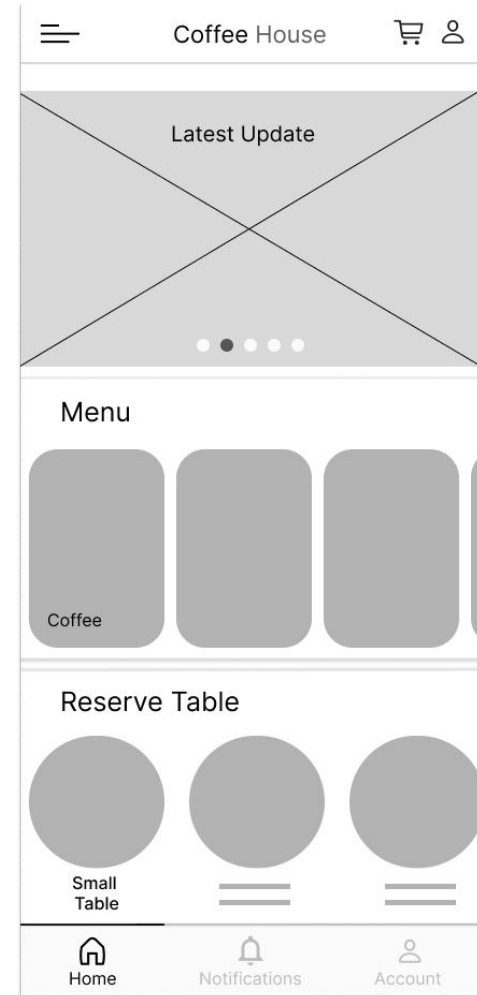 Coffee House
Latest Update
Menu
Coffee
Reserve Table
Small
Table
Home
Notifications
Account